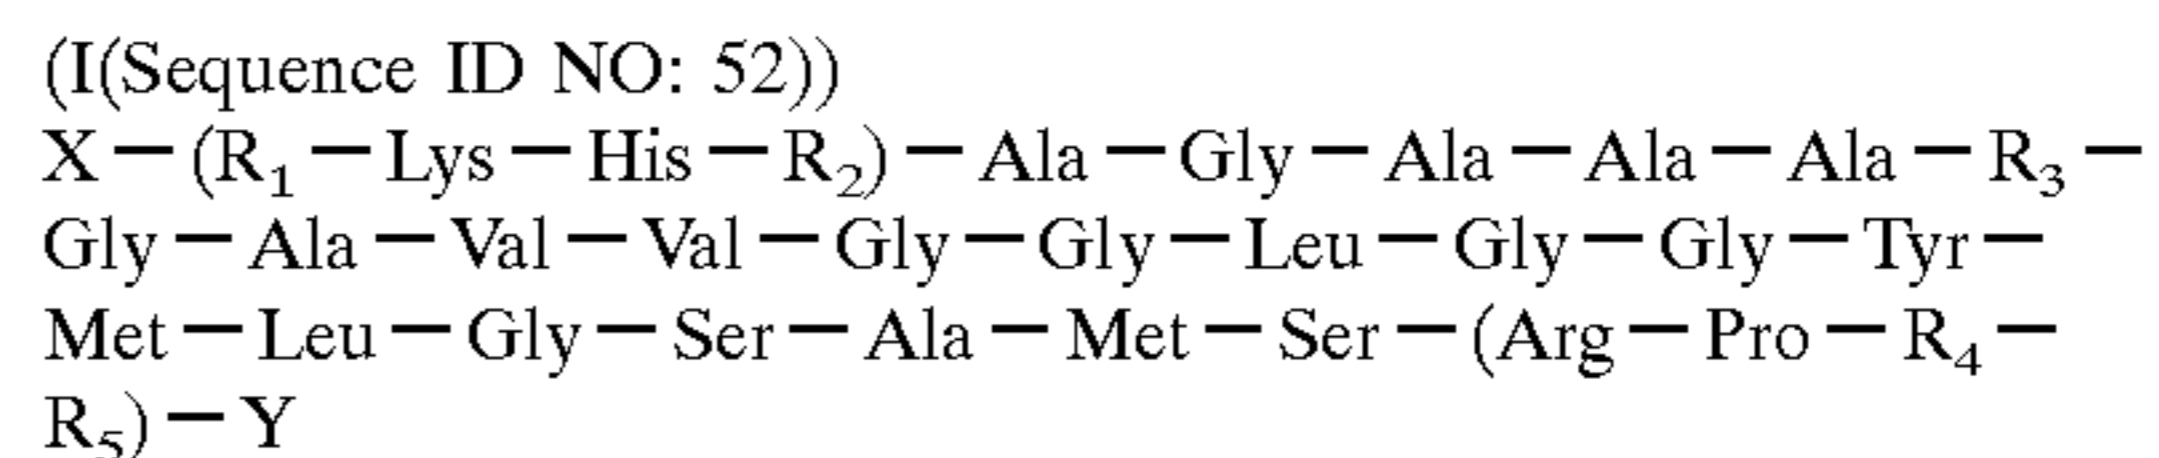 (I(Sequence ID NO: 52))
X—(R₁—Lys—His—R₂)—Ala—Gly—Ala—Ala—Ala—R₃—
Gly—Ala—Val—Val—Gly—Gly—Leu—Gly—Gly—Tyr—
Met—Leu—Gly—Ser—Ala—Met—Ser—(Arg—Pro—R₄—
R₅)—Y